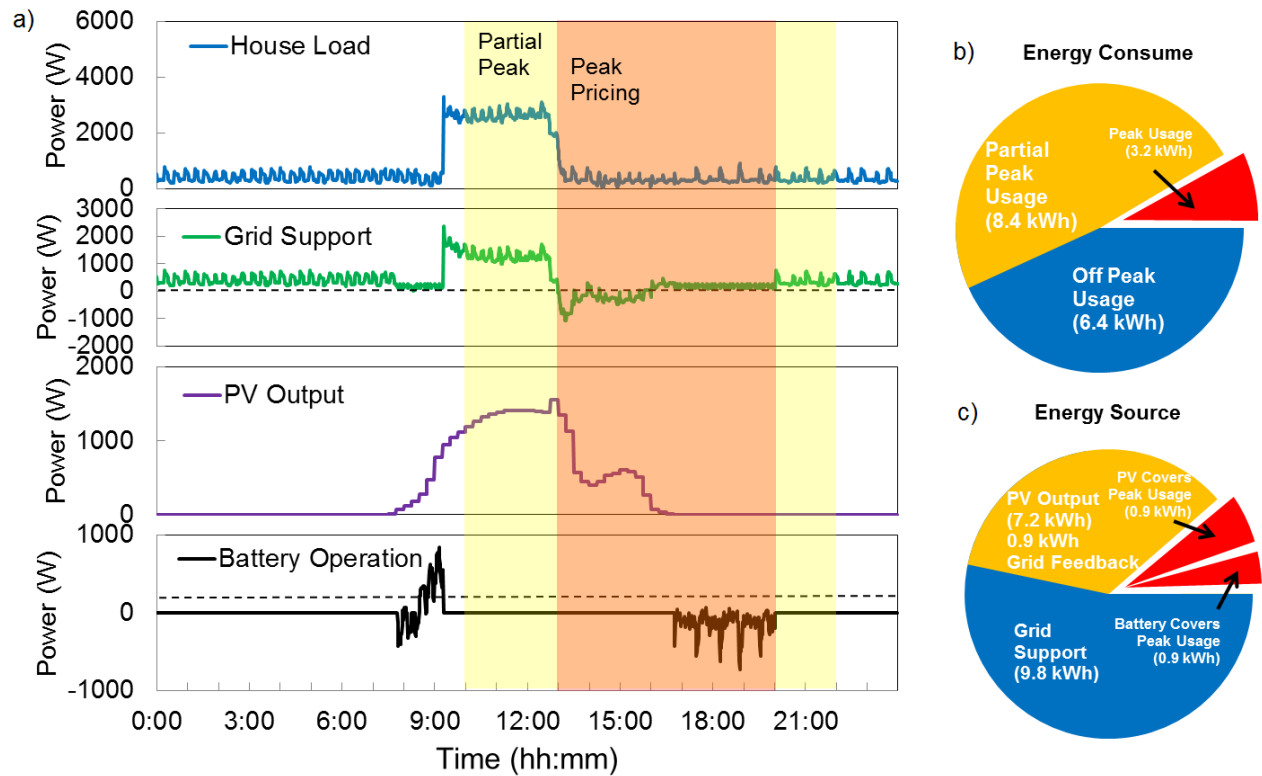 a)
6000
4000
2000
0
Power (W)
House Load
Partial
Peak
Peak
Pricing
3000
2000
1000
0
-1000
-2000
Power (W)
Grid Support
2000
1000
0
Power (W)
PV Output
1000
0
-1000
Power (W)
Battery Operation
0:00 3:00 6:00 9:00 12:00 15:00 18:00 21:00
Time (hh:mm)
b)
Energy Consume
Partial
Peak
Usage
(8.4 kWh)
Peak Usage
(3.2 kWh)
Off Peak
Usage
(6.4 kWh)
c)
Energy Source
PV Output
(7.2 kWh)
0.9 kWh
Grid Feedback
PV Covers
Peak Usage
(0.9 kWh)
Grid
Support
(9.8 kWh)
Battery Covers
Peak Usage
(0.9 kWh)